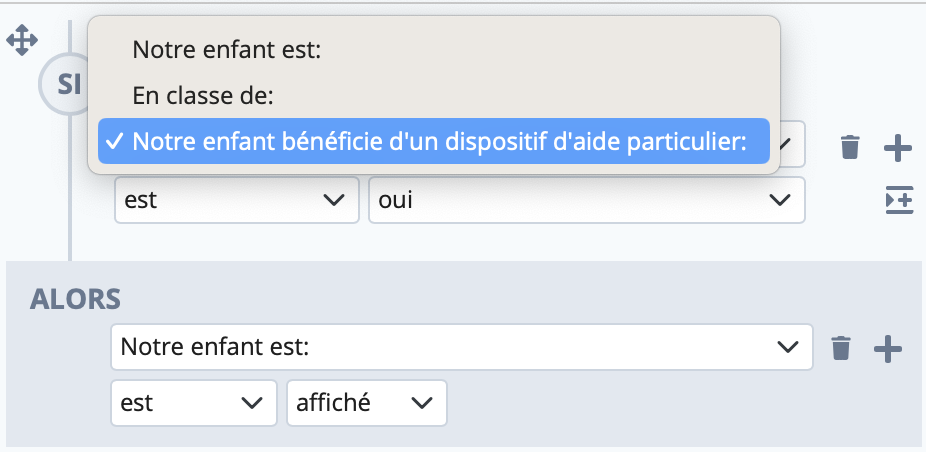 SI
Notre enfant est:
En classe de:
✓ Notre enfant bénéficie d'un dispositif d'aide particulier:
est
oui
ALORS
Notre enfant est:
est
affiché